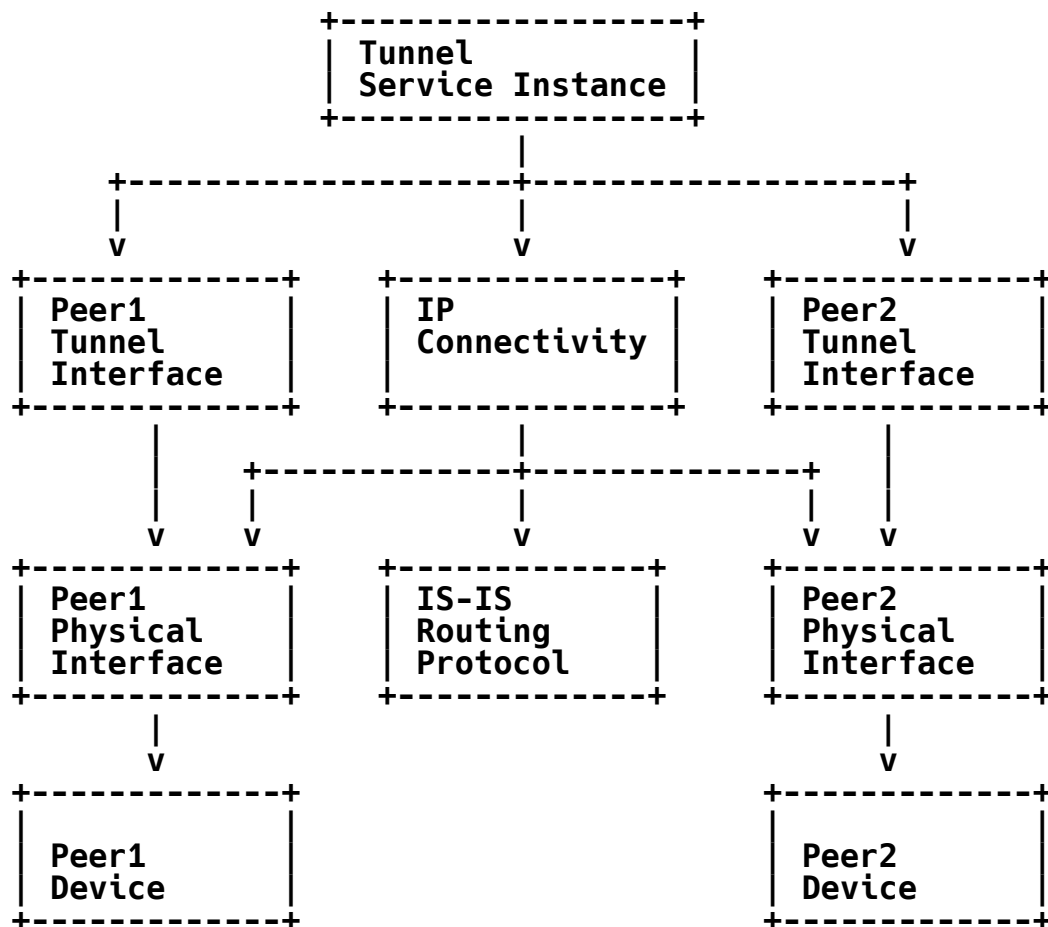 Tunnel
Service Instance
Peer1
Tunnel
Interface
IP
Connectivity
Peer2
Tunnel
Interface
Peer1
Physical
Interface
IS-IS
Routing
Protocol
Peer2
Physical
Interface
Peer1
Device
Peer2
Device